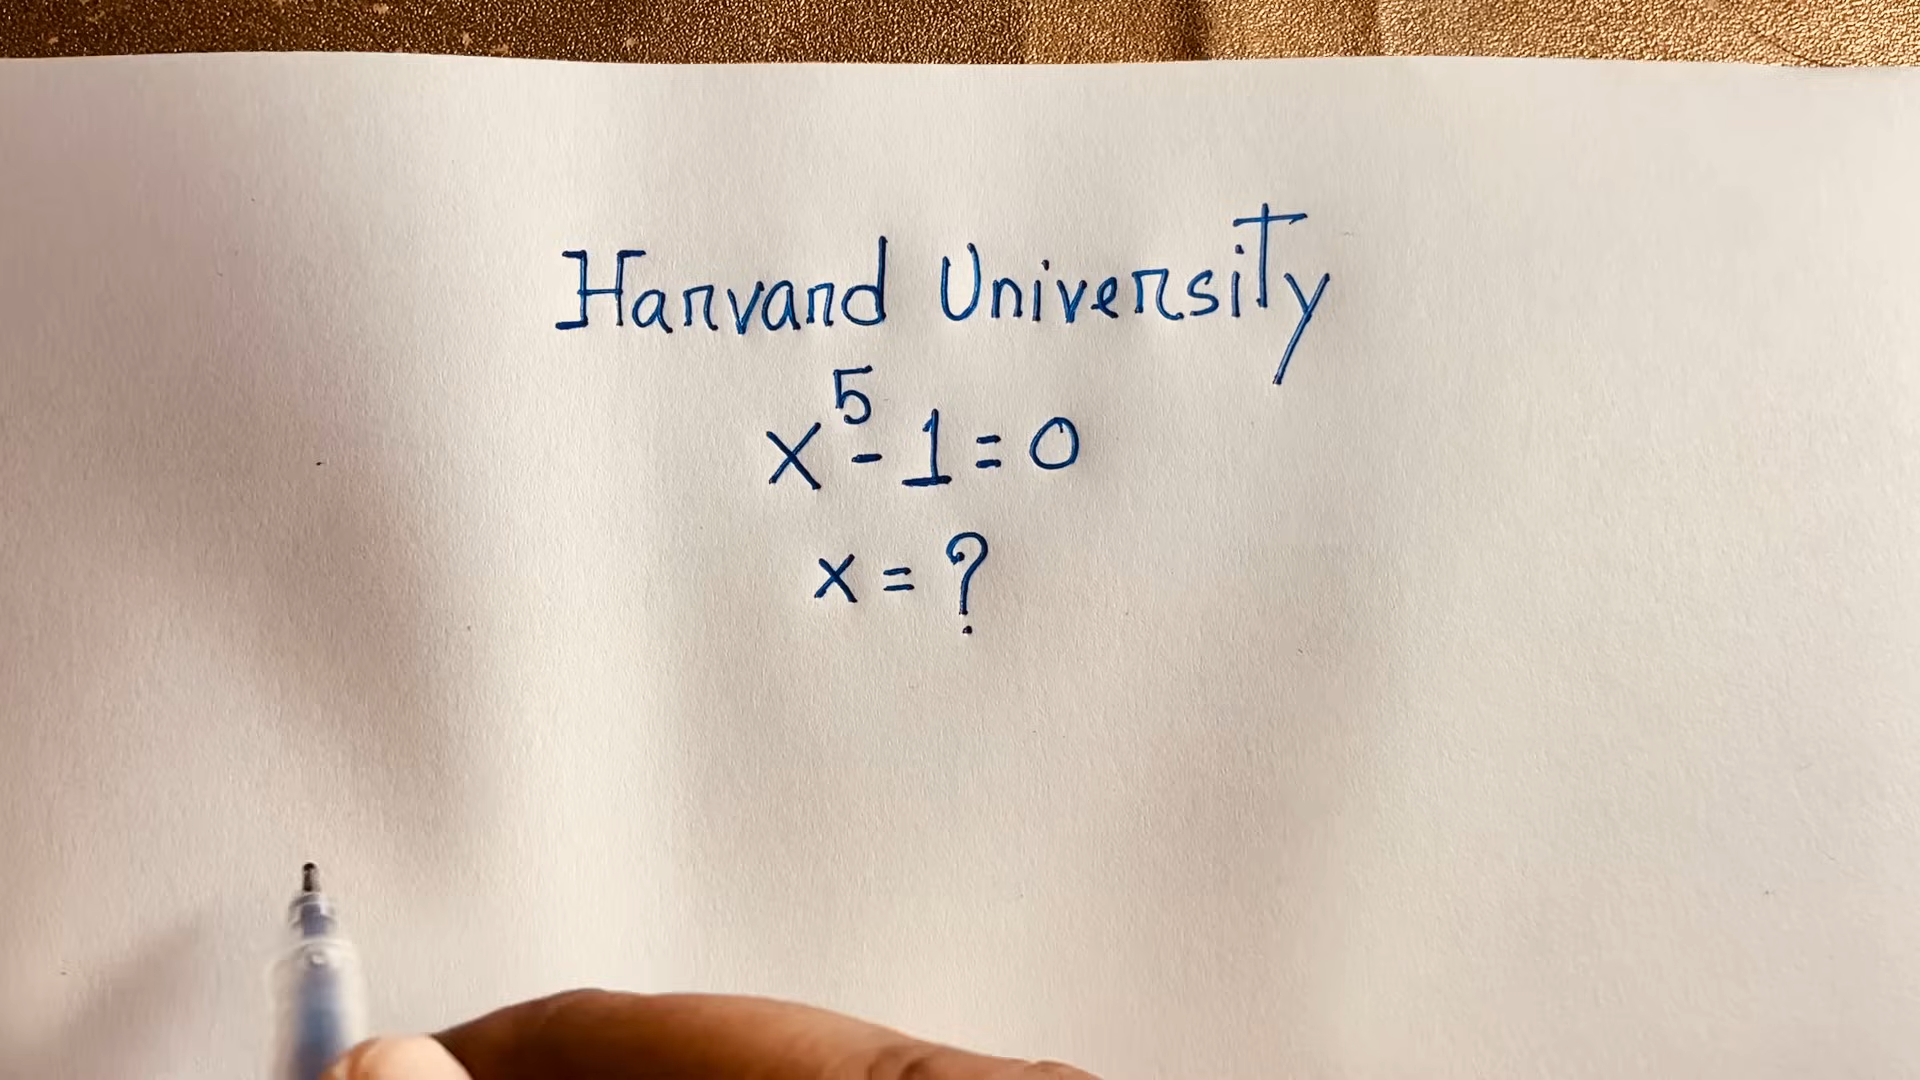 Harvard University
x⁵-1=0
x = ?